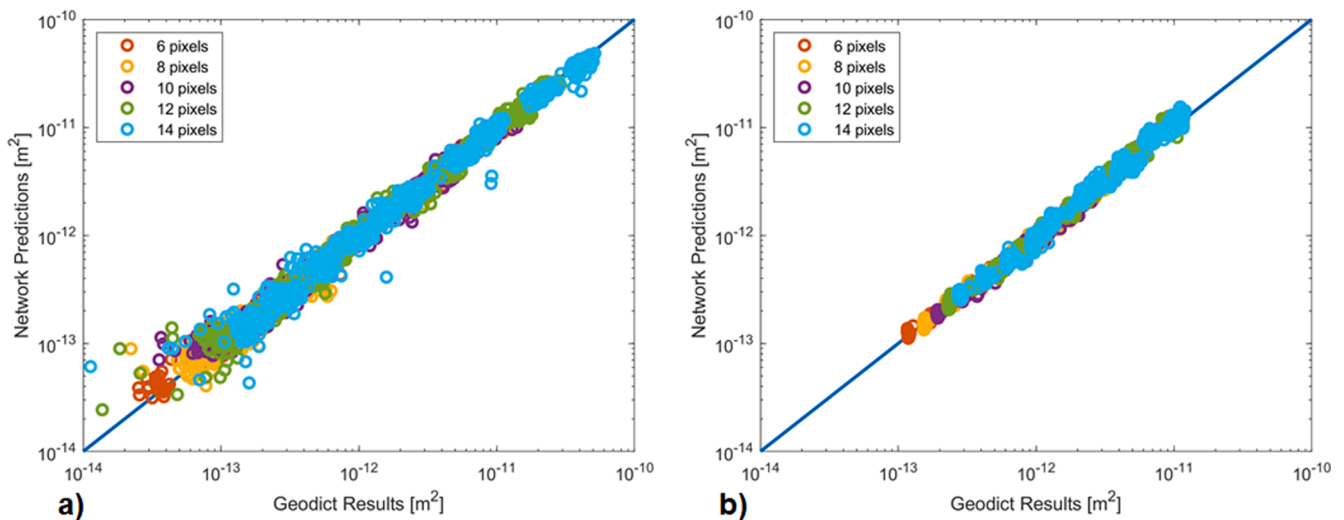 10^-10
10^-11
10^-12
10^-13
10^-14
Network Predictions [m^2]
6 pixels
8 pixels
10 pixels
12 pixels
14 pixels
10^-14
10^-13
10^-12
10^-11
10^-10
Geodict Results [m^2]
a)
10^-10
10^-11
10^-12
10^-13
10^-14
Network Predictions [m^2]
6 pixels
8 pixels
10 pixels
12 pixels
14 pixels
10^-14
10^-13
10^-12
10^-11
10^-10
Geodict Results [m^2]
b)